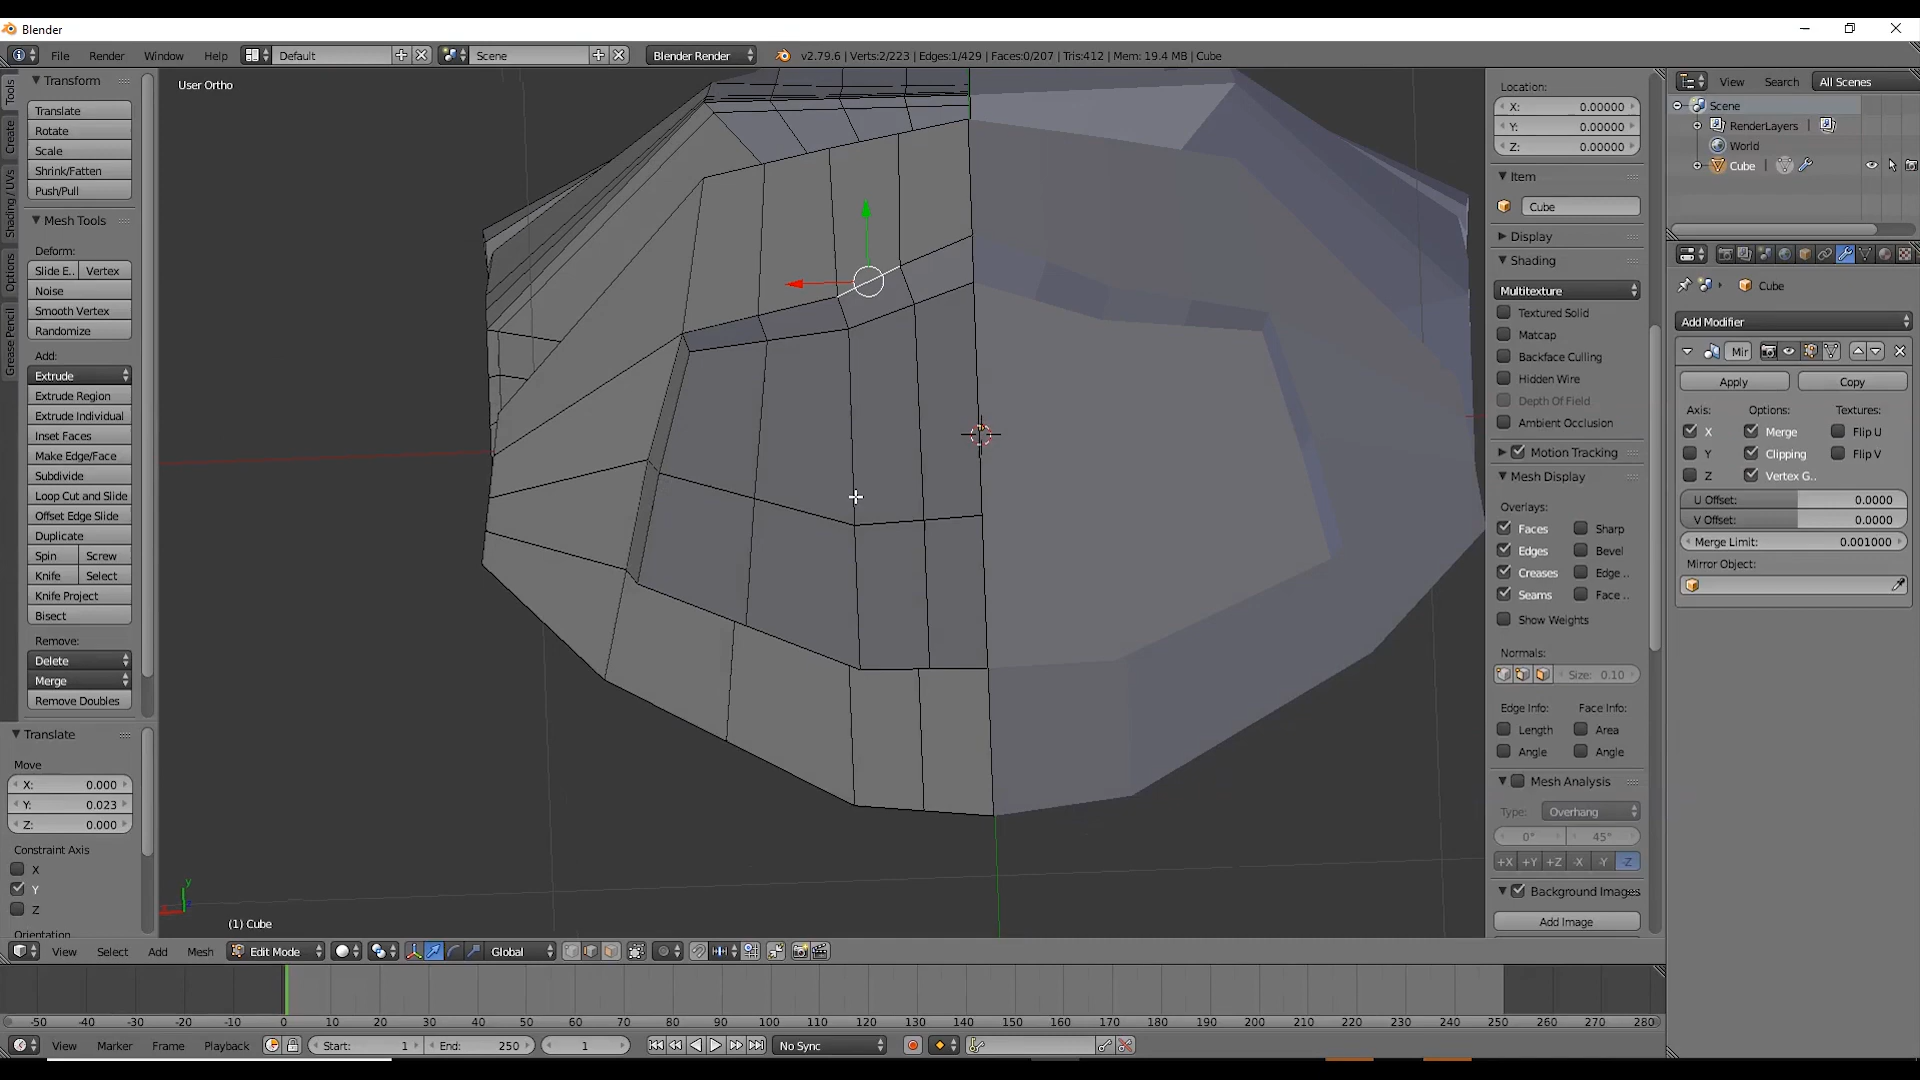 Blender
File Render Window Help Default Scene Blender Render v2.79.6 | Verts:2/223 | Edges:1/429 | Faces:0/207 | Tris:412 | Mem: 19.4 MB | Cube
Tools
Create
Shading / UVs
Options
Grease Pencil
Transform
Translate
Rotate
Scale
Shrink/Fatten
Push/Pull
Mesh Tools
Deform:
Slide E.. Vertex
Noise
Smooth Vertex
Randomize
Add:
Extrude
Extrude Region
Extrude Individual
Inset Faces
Make Edge/Face
Subdivide
Loop Cut and Slide
Offset Edge Slide
Duplicate
Spin Screw
Knife Select
Knife Project
Bisect
Remove:
Delete
Merge
Remove Doubles
Translate
Move
X: 0.000
Y: 0.023
Z: 0.000
Constraint Axis
X
Y
Z
Orientation
User Ortho
y
(1) Cube
Location:
X: 0.00000
Y: 0.00000
Z: 0.00000
Item
Cube
Display
Shading
Multitexture
Textured Solid
Matcap
Backface Culling
Hidden Wire
Depth Of Field
Ambient Occlusion
Motion Tracking
Mesh Display
Overlays:
Faces Sharp
Edges Bevel
Creases Edge ..
Seams Face ..
Show Weights
Normals:
Size: 0.10
Edge Info: Face Info:
Length Area
Angle Angle
Mesh Analysis
Type: Overhang
0° 45°
+X +Y +Z -X -Y -Z
Background Images
Add Image
View Search All Scenes
Scene
RenderLayers |
World
Cube |
Cube
Add Modifier
Mir
Apply Copy
Axis: Options: Textures:
X Merge Flip U
Y Clipping Flip V
Z Vertex G..
U Offset: 0.0000
V Offset: 0.0000
Merge Limit: 0.001000
Mirror Object:
View Select Add Mesh Edit Mode Global
-50 -40 -30 -20 -10 0 10 20 30 40 50 60 70 80 90 100 110 120 130 140 150 160 170 180 190 200 210 220 230 240 250 260 270 280
View Marker Frame Playback Start: 1 End: 250 1 No Sync